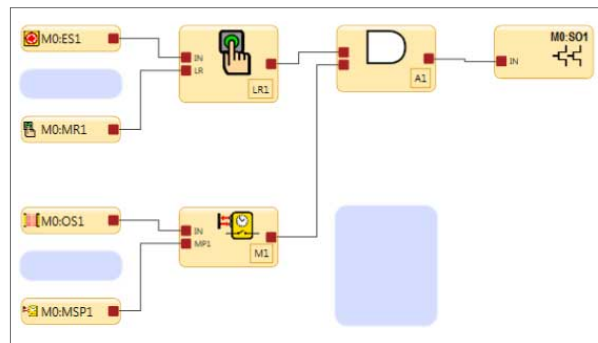 M0:ES1
IN
LR
LR1
M0:MR1
A1
M0:SO1
IN
M0:OS1
IN
MP1
M1
M0:MSP1